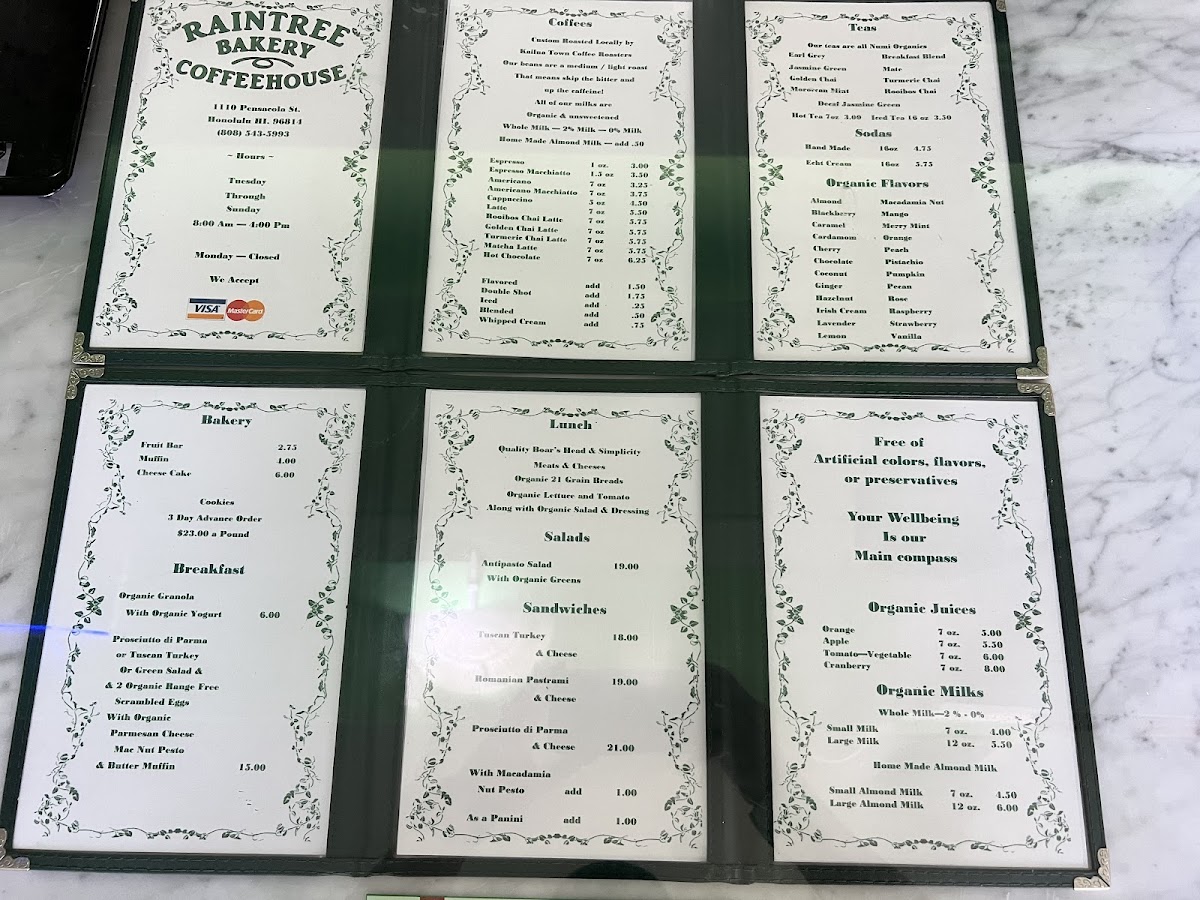 RAINTREE
BAKERY
COFFEEHOUSE
1110 Pensacola St.
Honolulu HI. 96814
(808) 543-5993
~ Hours ~
Tuesday
Through
Sunday
8:00 Am — 4:00 Pm
Monday — Closed
We Accept
VISA MasterCard
Coffees
Custom Roasted Locally by
Kailua Town Coffee Roasters
Our beans are a medium / light roast
That means skip the bitter and
up the caffeine!
All of our milks are
Organic & unsweetened
Whole Milk — 2% Milk — 0% Milk
Home Made Almond Milk — add .50
Espresso 1 oz. 3.00
Espresso Macchiatto 1.5 oz 3.50
Americano 7 oz 3.25
Americano Macchiatto 7 oz 3.75
Cappuccino 5 oz 4.50
Latte 7 oz 5.50
Rooibos Chai Latte 7 oz 5.75
Golden Chai Latte 7 oz 5.75
Turmeric Chai Latte 7 oz 5.75
Matcha Latte 7 oz 5.75
Hot Chocolate 7 oz 6.25
Flavored add 1.50
Double Shot add 1.75
Iced add .25
Blended add .50
Whipped Cream add .75
Teas
Our teas are all Numi Organics
Earl Grey Breakfast Blend
Jasmine Green Mate
Golden Chai Turmeric Chai
Moroccan Mint Rooibos Chai
Decaf Jasmine Green
Hot Tea 7oz 3.00 Iced Tea 16 oz 3.50
Sodas
Hand Made 16oz 4.75
Echt Cream 16oz 5.75
Organic Flavors
Almond Macadamia Nut
Blackberry Mango
Caramel Merry Mint
Cordamom Orange
Cherry Peach
Chocolate Pistachio
Coconut Pumpkin
Ginger Pecan
Hazelnut Rose
Irish Cream Raspberry
Lavender Strawberry
Lemon Vanilla
Bakery
Fruit Bar 2.75
Muffin 4.00
Cheese Cake 6.00
Cookies
3 Day Advance Order
$23.00 a Pound
Breakfast
Organic Granola
With Organic Yogurt 6.00
Prosciutto di Parma
or Tuscan Turkey
Or Green Salad &
& 2 Organic Range Free
Scrambled Eggs
With Organic
Parmesan Cheese
Mac Nut Pesto
& Butter Muffin 15.00
Lunch
Quality Boar's Head & Simplicity
Meats & Cheeses
Organic 21 Grain Breads
Organic Lettuce and Tomato
Along with Organic Salad & Dressing
Salads
Antipasto Salad 19.00
With Organic Greens
Sandwiches
Tuscan Turkey 18.00
& Cheese
Romanian Pastrami 19.00
& Cheese
Prosciutto di Parma
& Cheese 21.00
With Macadamia
Nut Pesto add 1.00
As a Panini add 1.00
Free of
Artificial colors, flavors,
or preservatives
Your Wellbeing
Is our
Main compass
Organic Juices
Orange 7 oz. 5.00
Apple 7 oz. 5.50
Tomato—Vegetable 7 oz. 6.00
Cranberry 7 oz. 8.00
Organic Milks
Whole Milk—2 % - 0%
Small Milk 7 oz. 4.00
Large Milk 12 oz. 5.50
Home Made Almond Milk
Small Almond Milk 7 oz. 4.50
Large Almond Milk 12 oz. 6.00